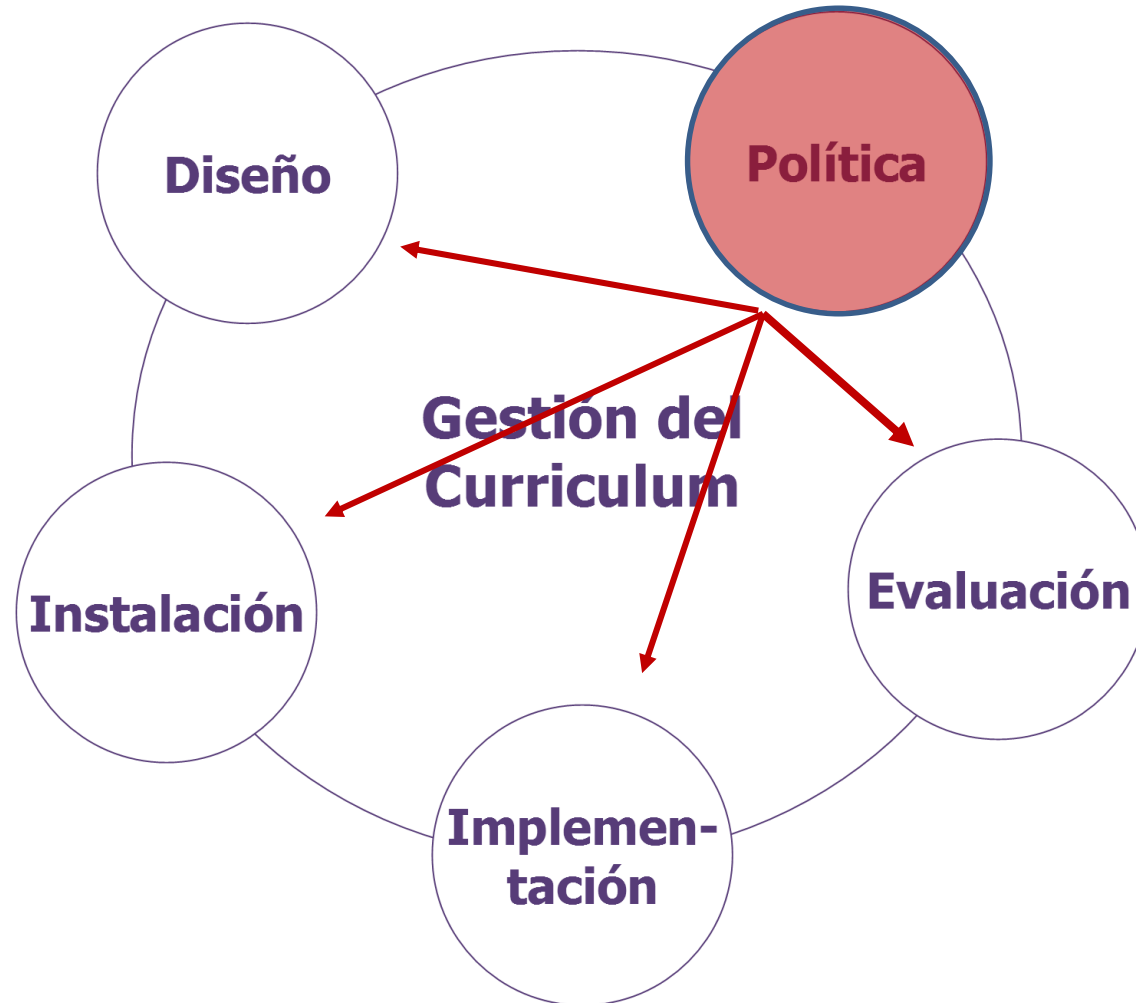 Diseño
Política
Gestión del
Curriculum
Instalación
Evaluación
Implemen-
tación